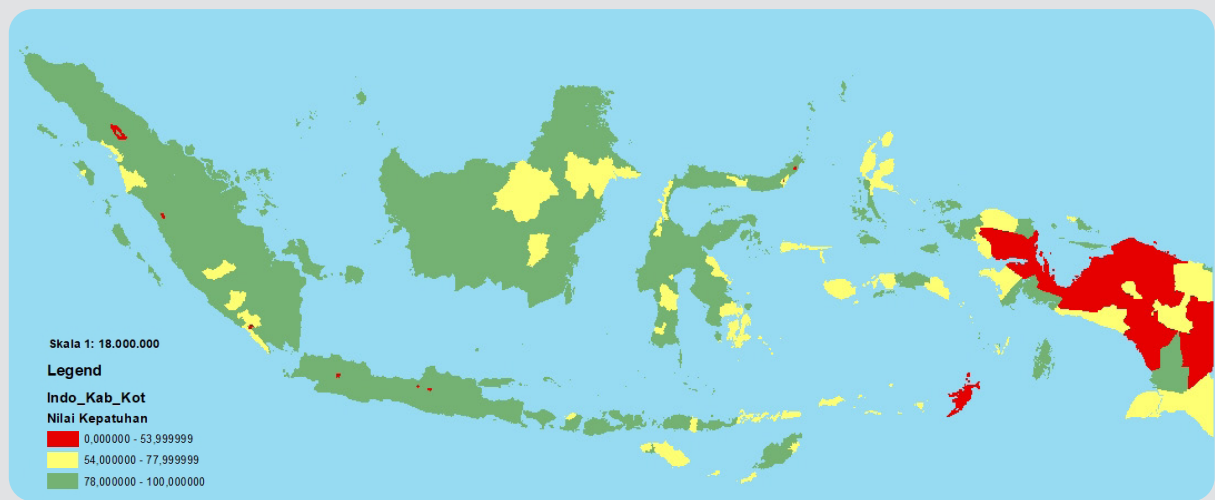 Skala 1: 18.000.000
Legend
Indo_Kab_Kot
Nilai Kepatuhan
0,000000 - 53,999999
54,000000 - 77,999999
78,000000 - 100,000000